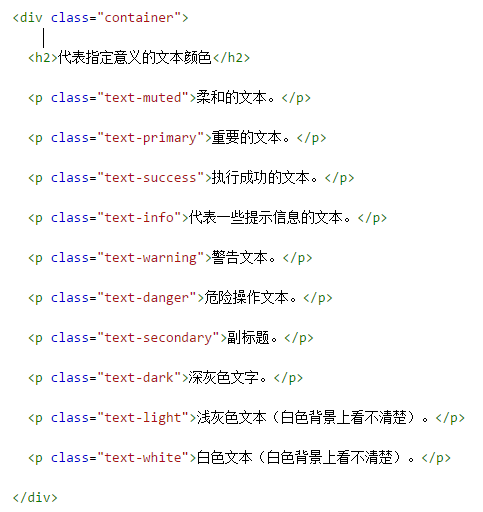 <div class="container">
<h2>代表指定意义的文本颜色</h2>
<p class="text-muted">柔和的文本。</p>
<p class="text-primary">重要的文本。</p>
<p class="text-success">执行成功的文本。</p>
<p class="text-info">代表一些提示信息的文本。</p>
<p class="text-warning">警告文本。</p>
<p class="text-danger">危险操作文本。</p>
<p class="text-secondary">副标题。</p>
<p class="text-dark">深灰色文字。</p>
<p class="text-light">浅灰色文本（白色背景上看不清楚）。</p>
<p class="text-white">白色文本（白色背景上看不清楚）。</p>
</div>